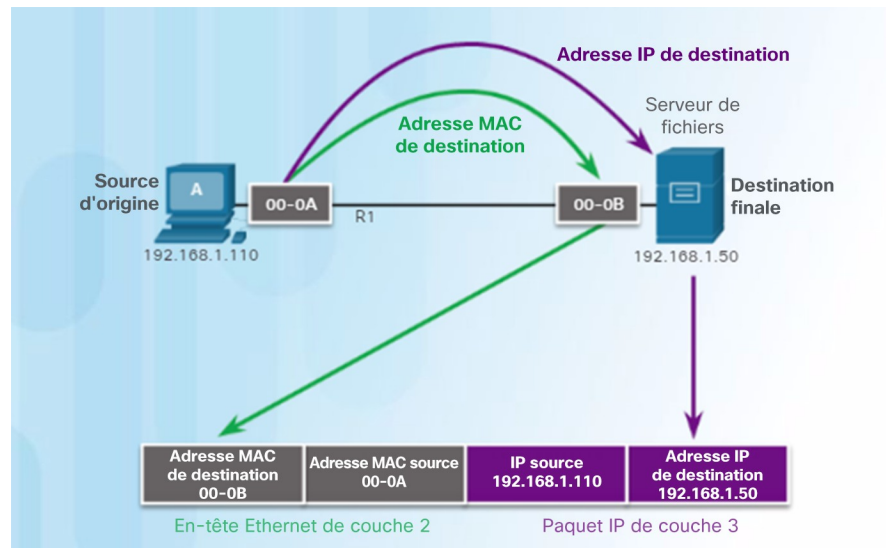 Adresse IP de destination
Adresse MAC
de destination
Serveur de
fichiers
Source
d'origine
A
00-0A
R1
00-0B
Destination
finale
192.168.1.110
192.168.1.50
Adresse MAC
de destination
00-0B
Adresse MAC source
00-0A
IP source
192.168.1.110
Adresse IP
de destination
192.168.1.50
En-tête Ethernet de couche 2
Paquet IP de couche 3